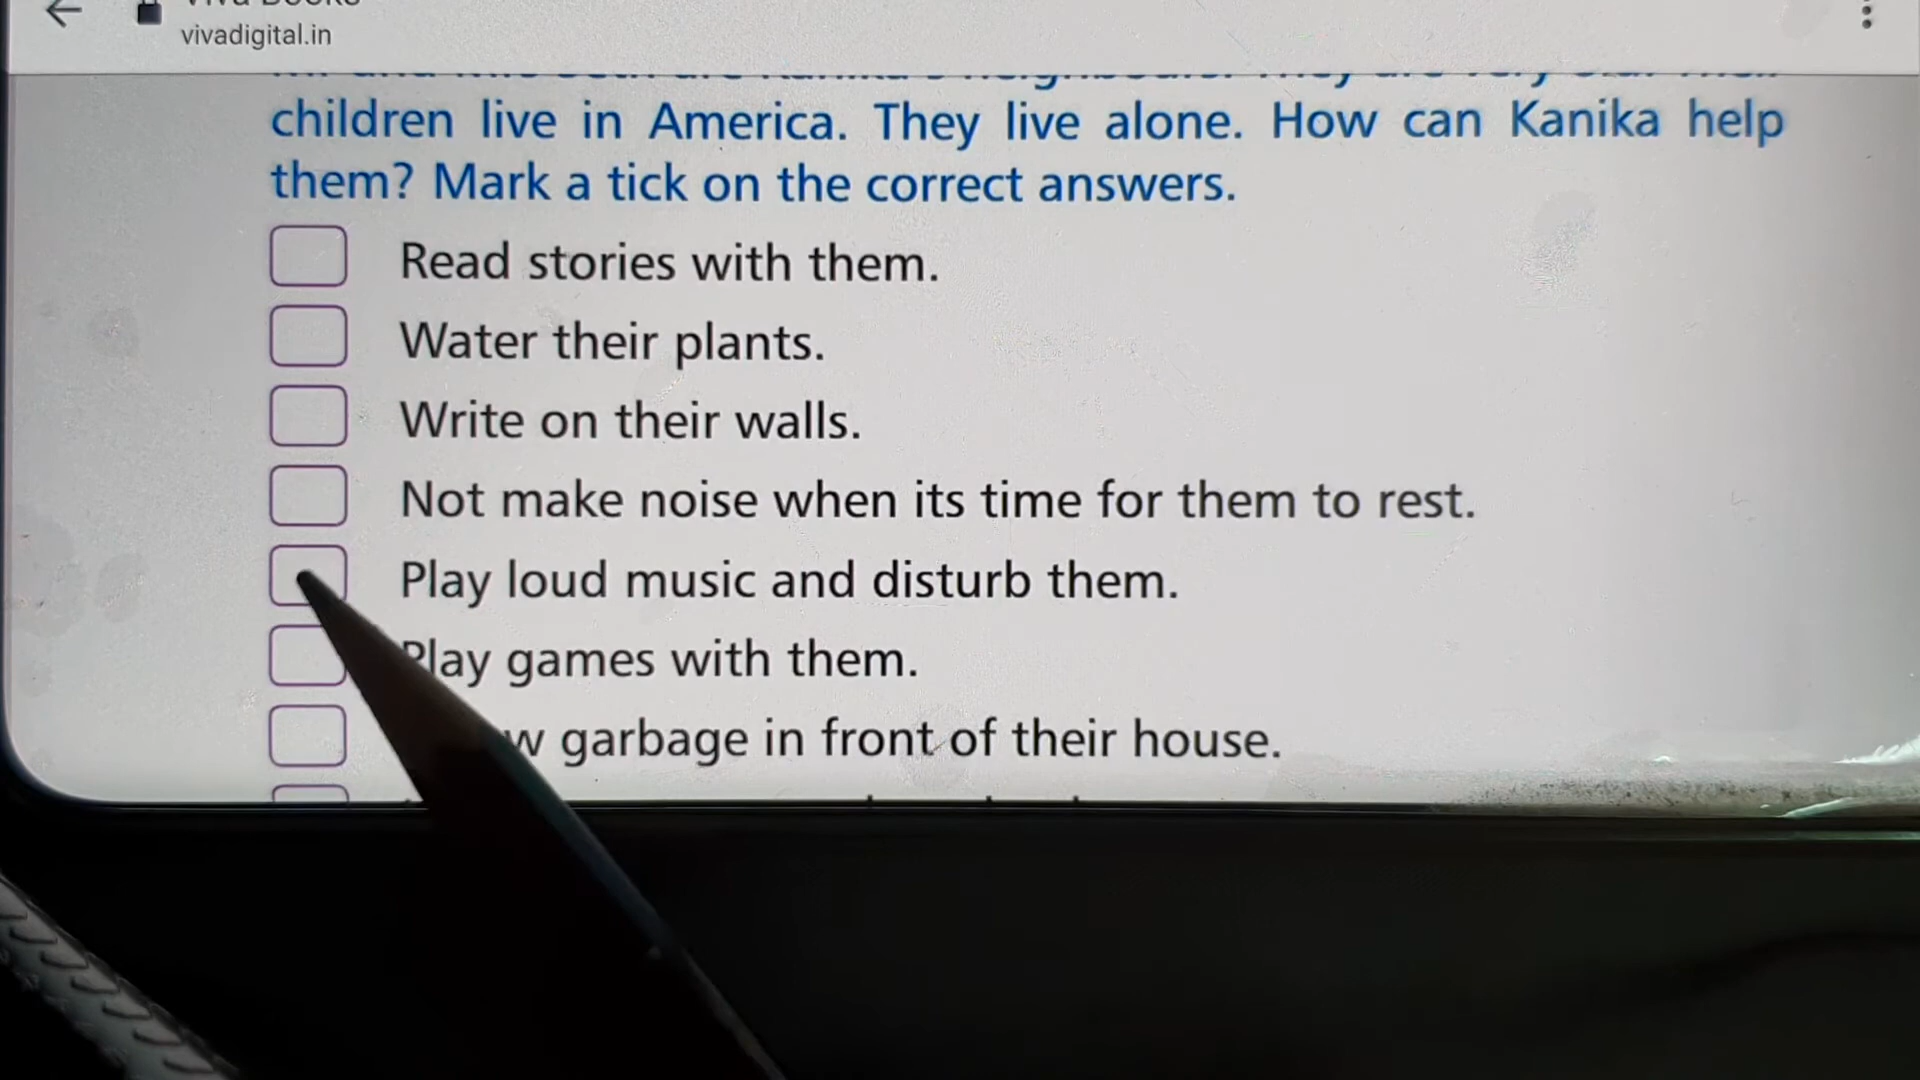 vivadigital.in
children live in America. They live alone. How can Kanika help
them? Mark a tick on the correct answers.
Read stories with them.
Water their plants.
Write on their walls.
Not make noise when its time for them to rest.
Play loud music and disturb them.
Play games with them.
garbage in front of their house.